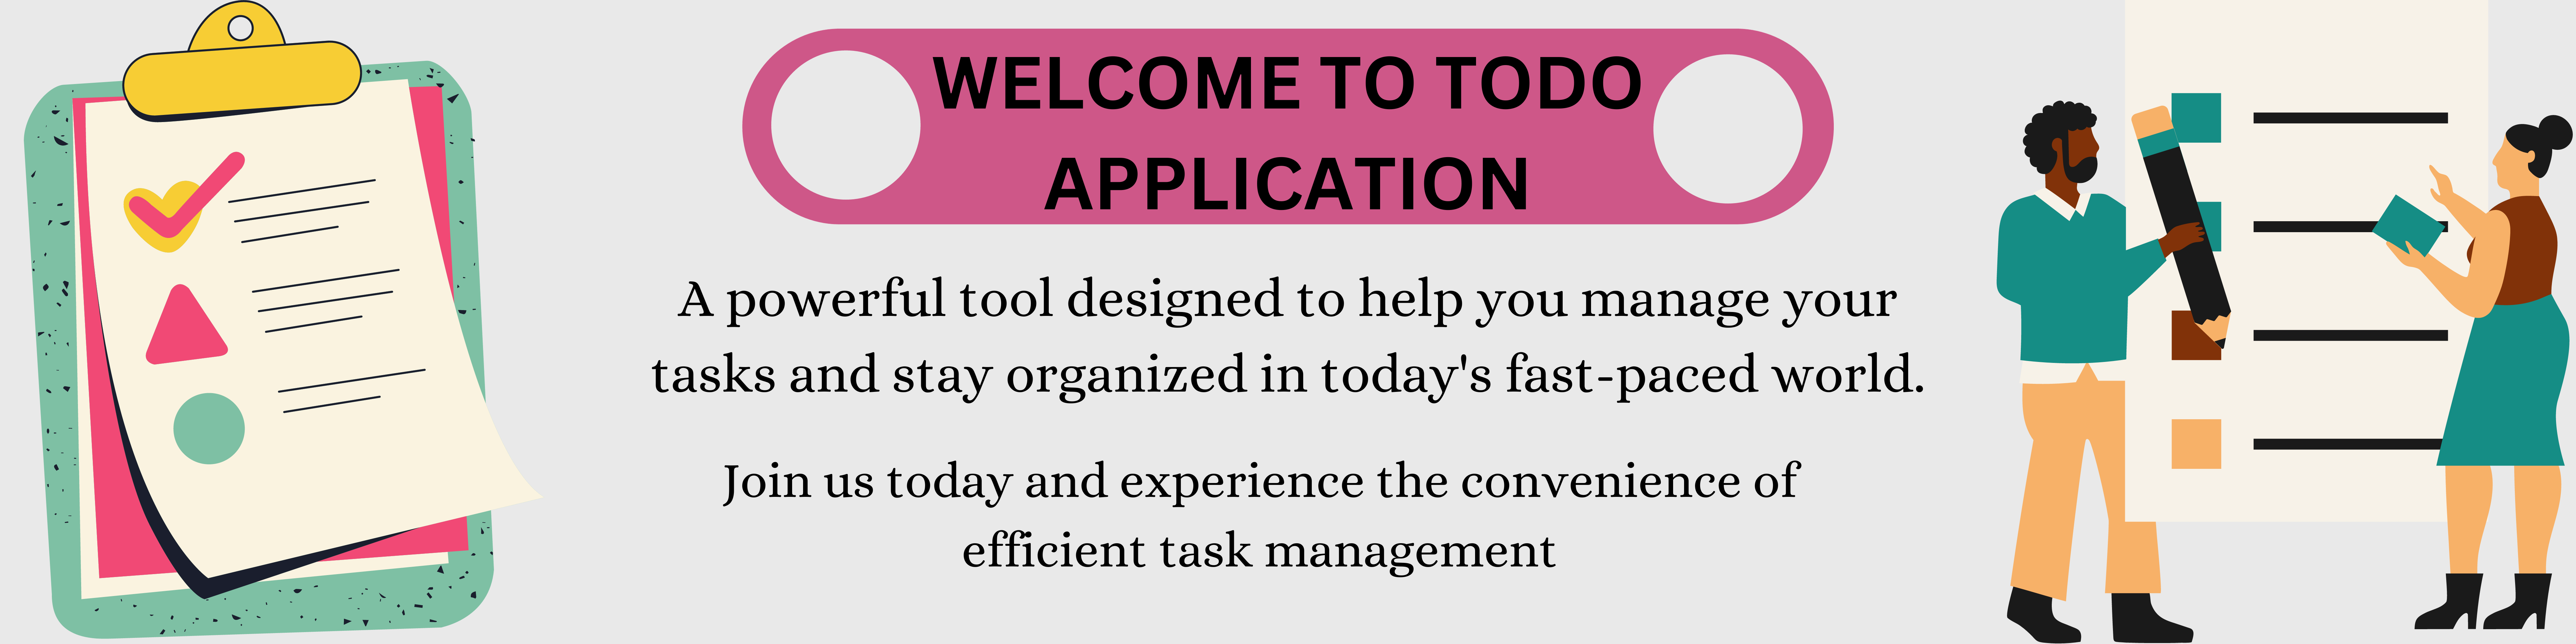 WELCOME TO TODO
APPLICATION
A powerful tool designed to help you manage your
tasks and stay organized in today's fast-paced world.
Join us today and experience the convenience of
efficient task management